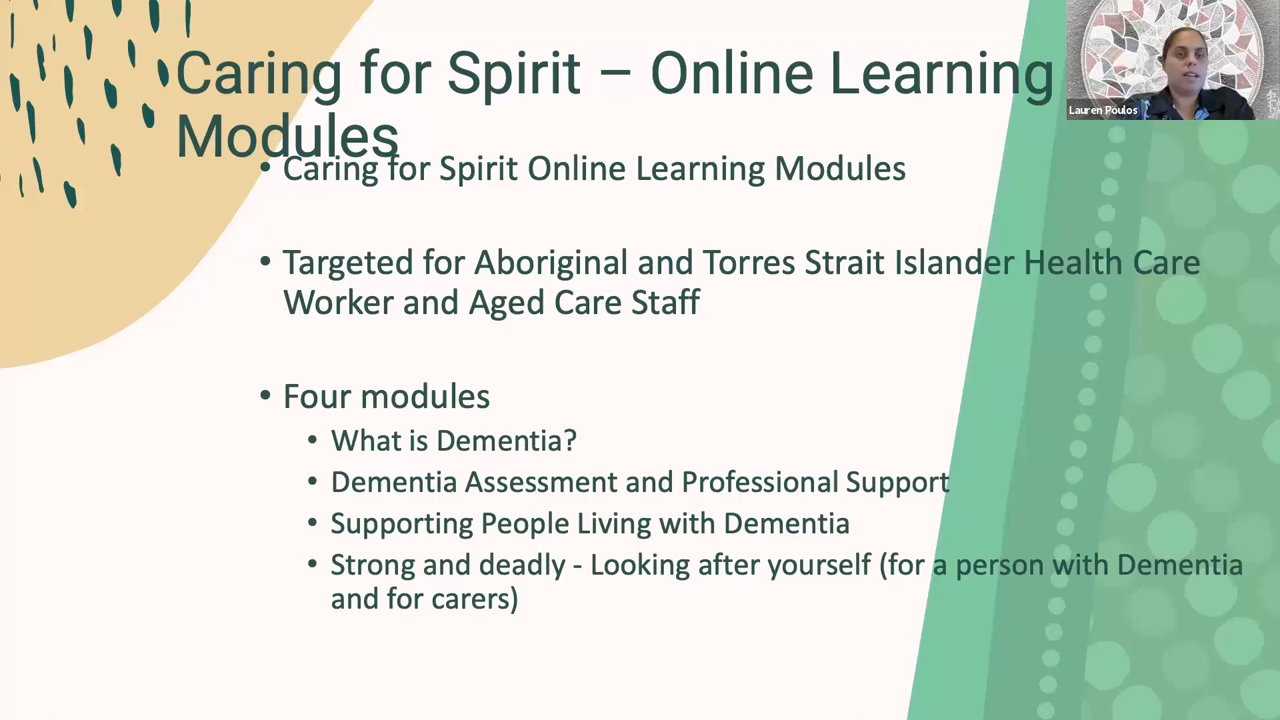 Caring for Spirit – Online Learning
Modules
• Caring for Spirit Online Learning Modules
• Targeted for Aboriginal and Torres Strait Islander Health Care
Worker and Aged Care Staff
• Four modules
• What is Dementia?
• Dementia Assessment and Professional Support
• Supporting People Living with Dementia
• Strong and deadly - Looking after yourself (for a person with Dementia
and for carers)
Lauren Poulos